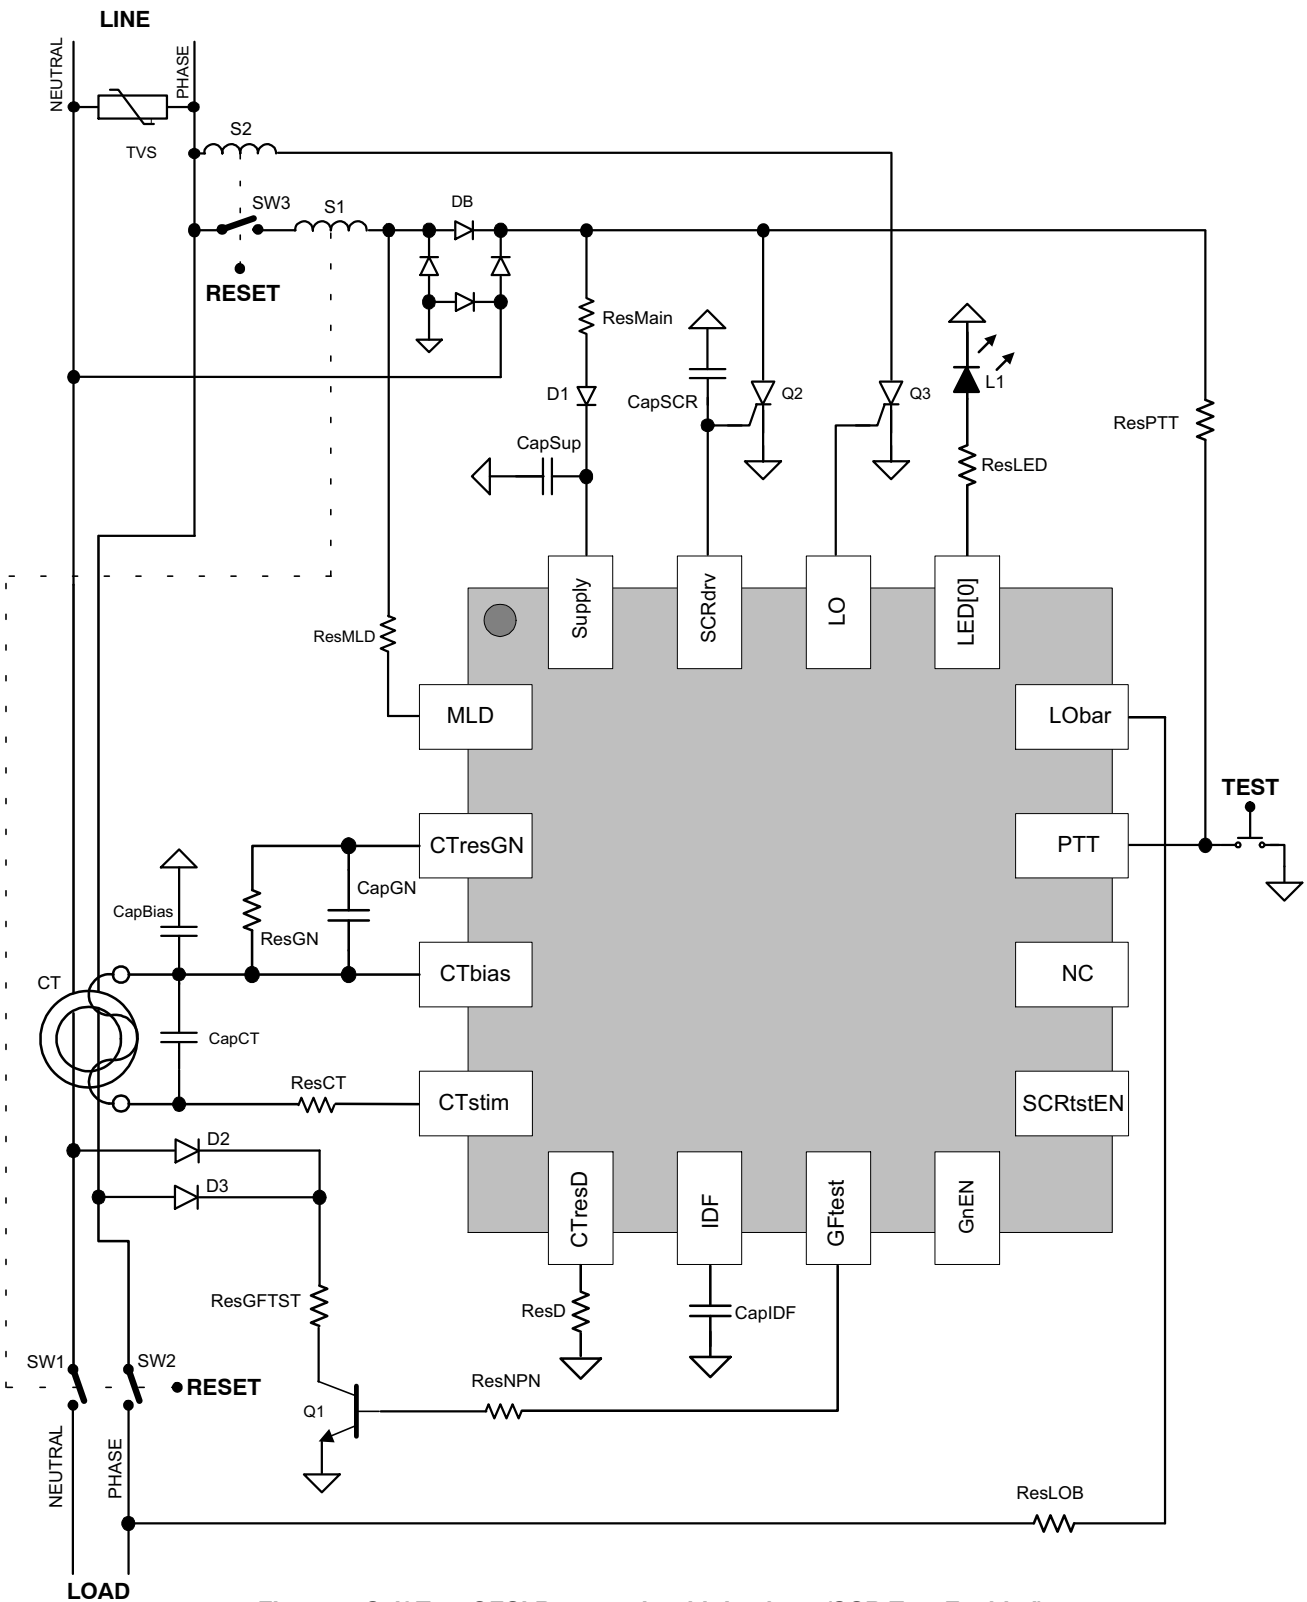 LINE
NEUTRAL
PHASE
TVS
S2
SW3
S1
DB
RESET
ResMain
D1
CapSCR
Q2
Q3
L1
ResPTT
CapSup
ResLED
Supply
SCRdrv
LO
LED[0]
ResMLD
MLD
LObar
TEST
CTresGN
PTT
CapGN
CapBias
ResGN
CTbias
NC
CT
CapCT
ResCT
CTstim
SCRtstEN
D2
D3
CTresD
IDF
GFtest
GnEN
ResGFTST
ResD
CapIDF
SW1
SW2
RESET
ResNPN
Q1
NEUTRAL
PHASE
ResLOB
LOAD